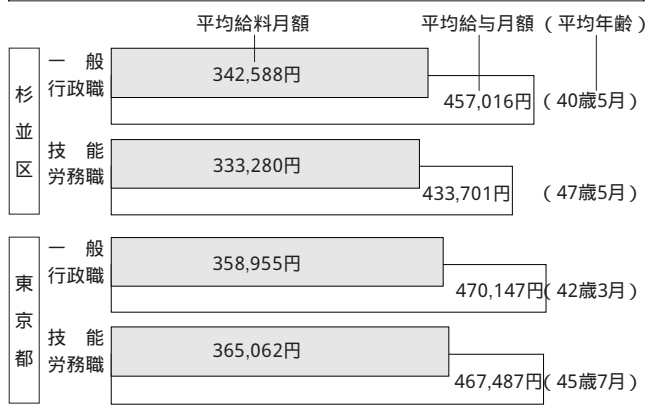 平均給料月額 平均給与月額（平均年齢）
杉並区
一般行政職
342,588円
457,016円（40歳5月）
技能労務職
333,280円
433,701円（47歳5月）
東京都
一般行政職
358,955円
470,147円（42歳3月）
技能労務職
365,062円
467,487円（45歳7月）